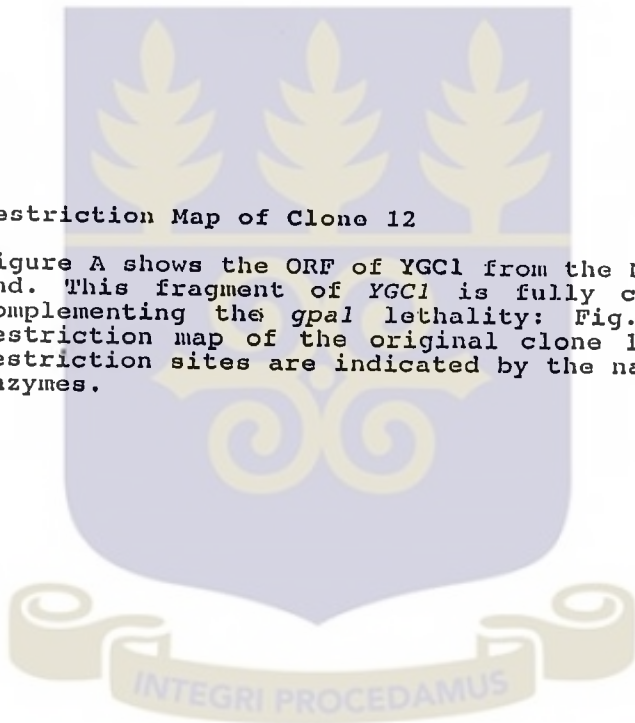 estriction Map of Clone 12
igure A shows the ORF of YGC1 from the
nd. This fragment of YGC1 is fully c
omplementing the gpa1 lethality: Fig.
estriction map of the original clone 1
estriction sites are indicated by the na
nzymes.
INTEGRI PROCEDAMUS